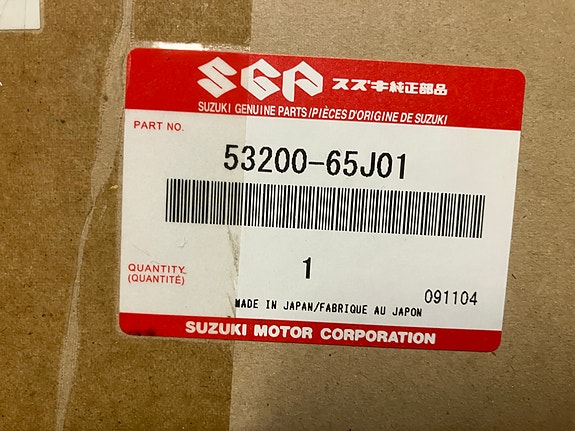 SGP スズキ純正部品
SUZUKI GENUINE PARTS/PIÈCES D'ORIGINE DE SUZUKI
PART NO.
53200-65J01
1
QUANTITY
(QUANTITÉ)
091104
MADE IN JAPAN/FABRIQUE AU JAPON
SUZUKI MOTOR CORPORATION